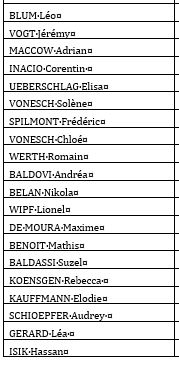 BLUM·Léo¤
VOGT·Jérémy¤
MACCOW·Adrian¤
INACIO·Corentin·¤
UEBERSCHLAG·Elisa¤
VONESCH·Solène¤
SPILMONT·Frédéric¤
VONESCH·Chloé¤
WERTH·Romain¤
BALDOVI·Andréa¤
BELAN·Nikola¤
WIPF·Lionel¤
DE·MOURA·Maxime¤
BENOIT·Mathis¤
BALDASSI·Suzel¤
KOENSGEN·Rebecca·¤
KAUFFMANN·Elodie¤
SCHIOEPFER·Audrey·¤
GERARD·Léa·¤
ISIK·Hassan¤